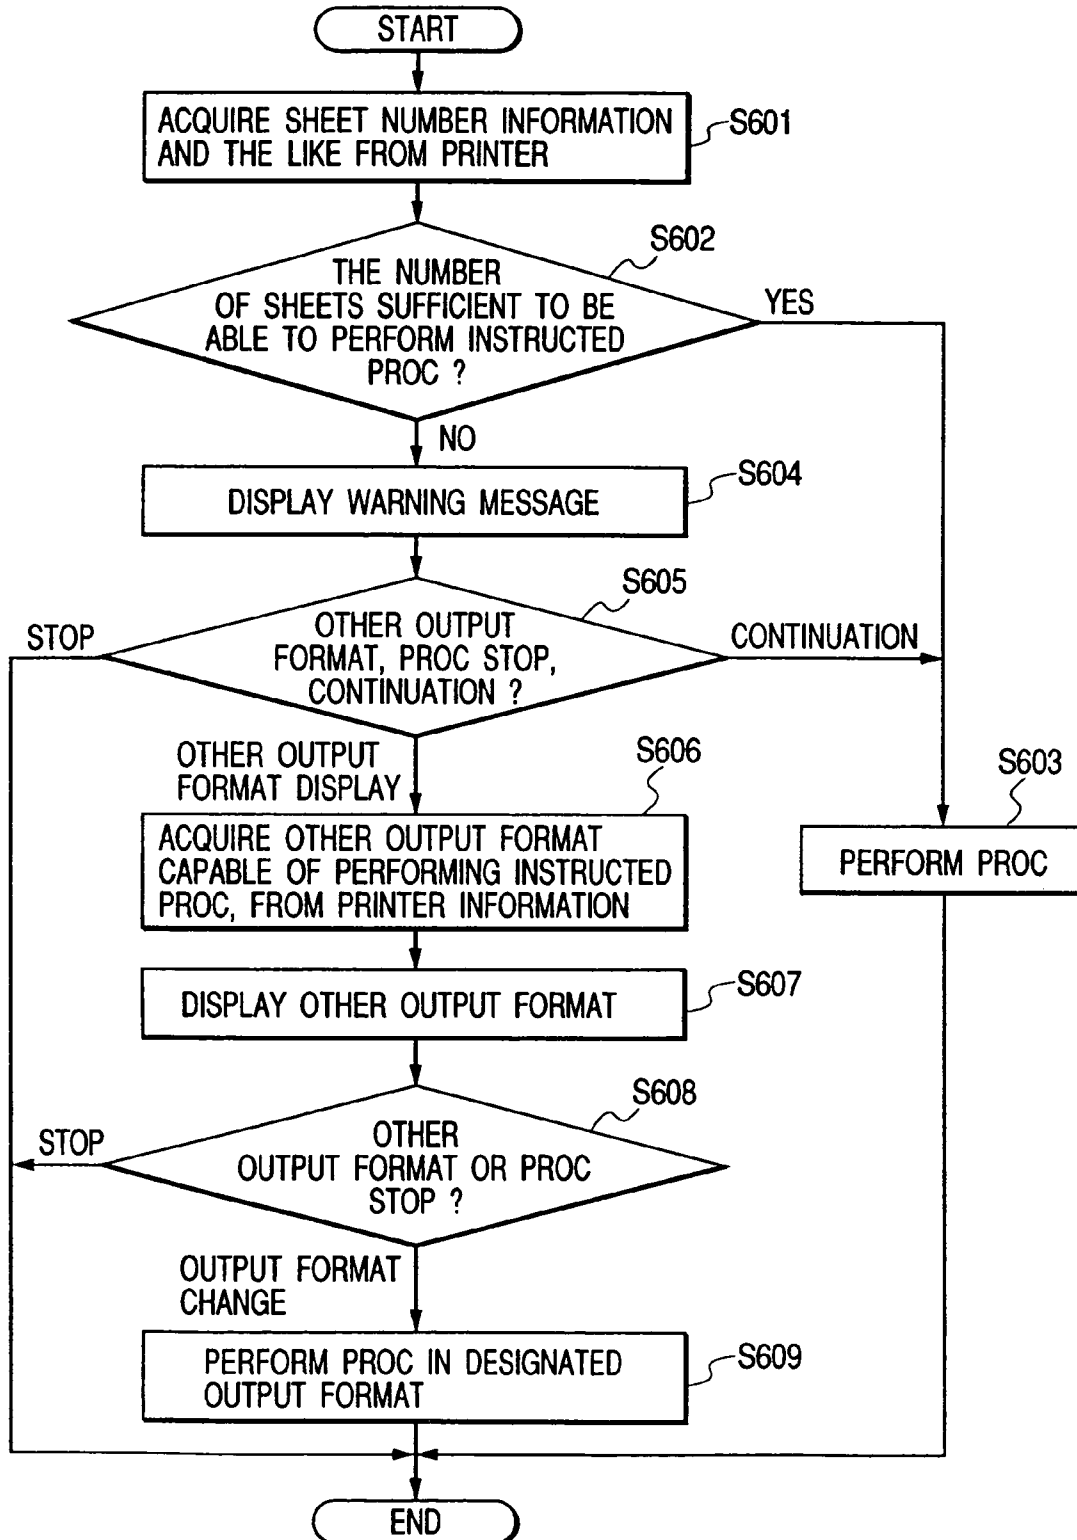 START
ACQUIRE SHEET NUMBER INFORMATION
AND THE LIKE FROM PRINTER
S601
S602
THE NUMBER
OF SHEETS SUFFICIENT TO BE
ABLE TO PERFORM INSTRUCTED
PROC ?
YES
NO
S604
DISPLAY WARNING MESSAGE
S605
STOP
OTHER OUTPUT
FORMAT, PROC STOP,
CONTINUATION ?
CONTINUATION
OTHER OUTPUT
FORMAT DISPLAY
S606
S603
ACQUIRE OTHER OUTPUT FORMAT
CAPABLE OF PERFORMING INSTRUCTED
PROC, FROM PRINTER INFORMATION
PERFORM PROC
S607
DISPLAY OTHER OUTPUT FORMAT
S608
STOP
OTHER
OUTPUT FORMAT OR PROC
STOP ?
OUTPUT FORMAT
CHANGE
S609
PERFORM PROC IN DESIGNATED
OUTPUT FORMAT
END